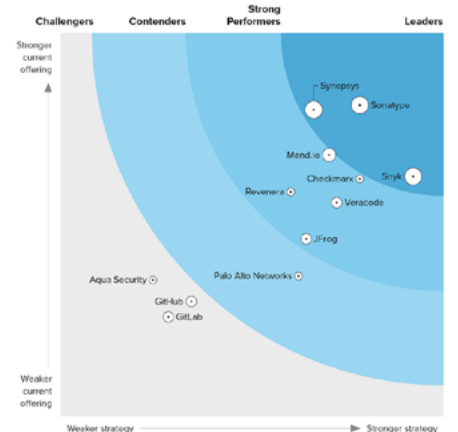 Challengers
Contenders
Strong
Performers
Leaders
Stronger
current
offering
Synopsys
Sonatype
Mend.io
Checkmarx
Snyk
Revenera
Veracode
JFrog
Palo Alto Networks
Aqua Security
GitHub
GitLab
Weaker
current
offering
Weaker strategy
Stronger strategy